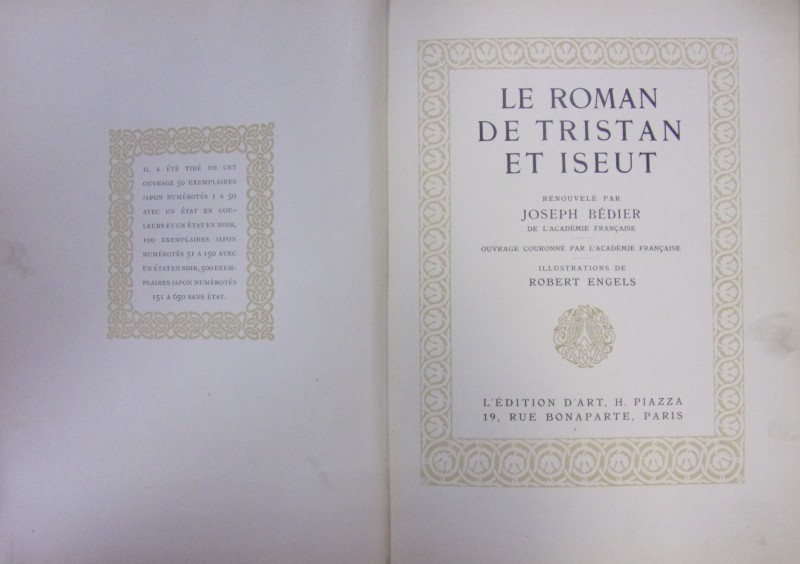 IL A ÉTÉ TIRÉ DE CET
OUVRAGE 50 EXEMPLAIRES
JAPON NUMÉROTÉS 1 A 50
AVEC UN ÉTAT EN COU-
LEURS ET UN ÉTAT EN NOIR,
100 EXEMPLAIRES JAPON
NUMÉROTÉS 51 A 150 AVEC
UN ÉTAT EN NOIR, 500 EXEM-
PLAIRES JAPON NUMÉROTÉS
151 A 650 SANS ÉTAT.
LE ROMAN
DE TRISTAN
ET ISEUT
RENOUVELÉ PAR
JOSEPH BÉDIER
DE L'ACADÉMIE FRANÇAISE
OUVRAGE COURONNÉ PAR L'ACADÉMIE FRANÇAISE
ILLUSTRATIONS DE
ROBERT ENGELS
L'ÉDITION D'ART, H. PIAZZA
19, RUE BONAPARTE, PARIS